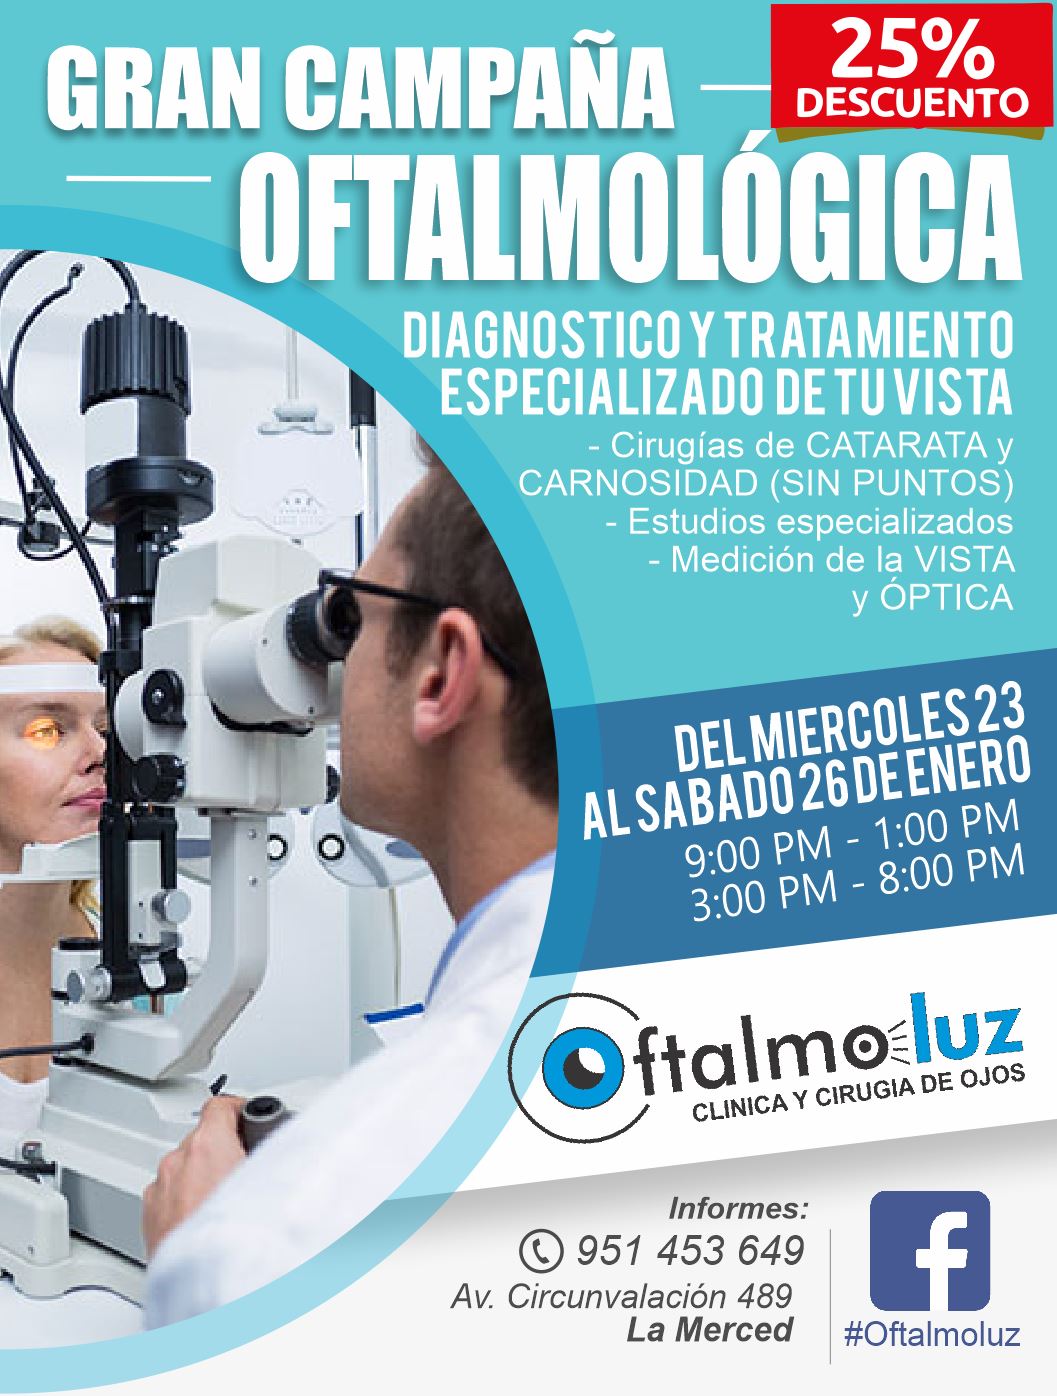 25%
DESCUENTO
GRAN CAMPAÑA
OFTALMOLÓGICA
DIAGNOSTICO Y TRATAMIENTO
ESPECIALIZADO DE TU VISTA
- Cirugías de CATARATA y
CARNOSIDAD (SIN PUNTOS)
- Estudios especializados
- Medición de la VISTA
y ÓPTICA
DEL MIERCOLES 23
AL SABADO 26 DE ENERO
9:00 PM - 1:00 PM
3:00 PM - 8:00 PM
Oftalmoluz
CLINICA Y CIRUGIA DE OJOS
Informes:
951 453 649
Av. Circunvalación 489
La Merced
f
#Oftalmoluz